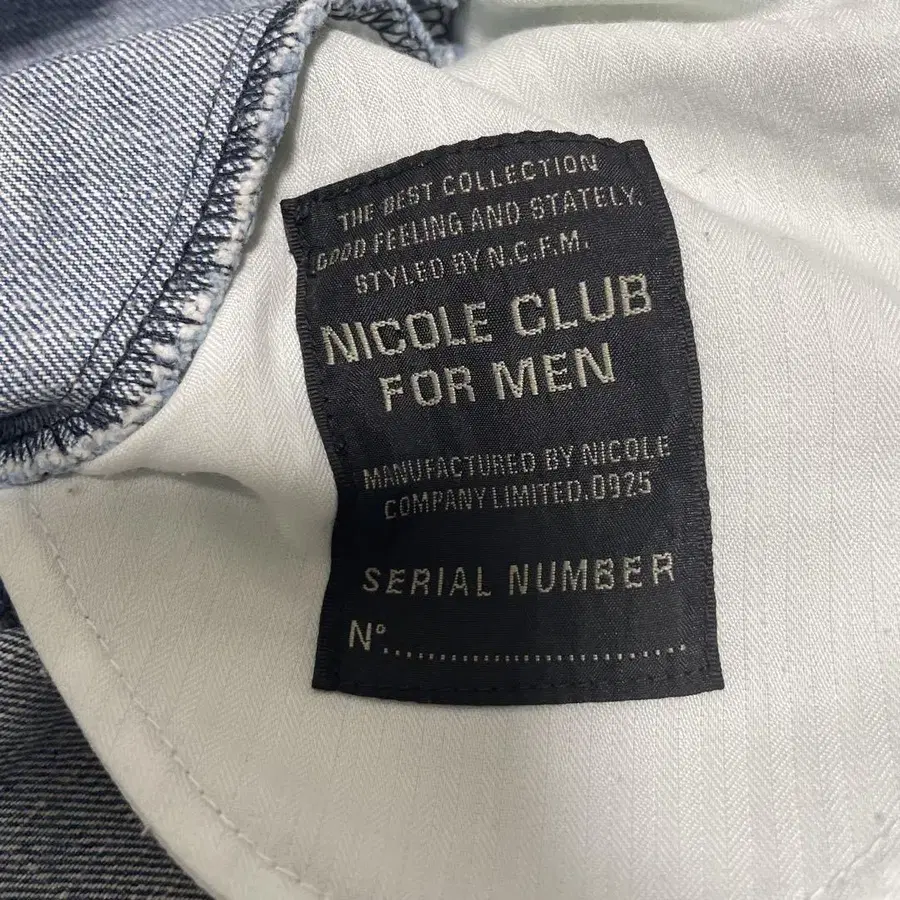 THE BEST COLLECTION
GOOD FEELING AND STATELY.
STYLED BY N.C.F.M.
NICOLE CLUB
FOR MEN
MANUFACTURED BY NICOLE
COMPANY LIMITED.0925
SERIAL NUMBER
Nº.............................